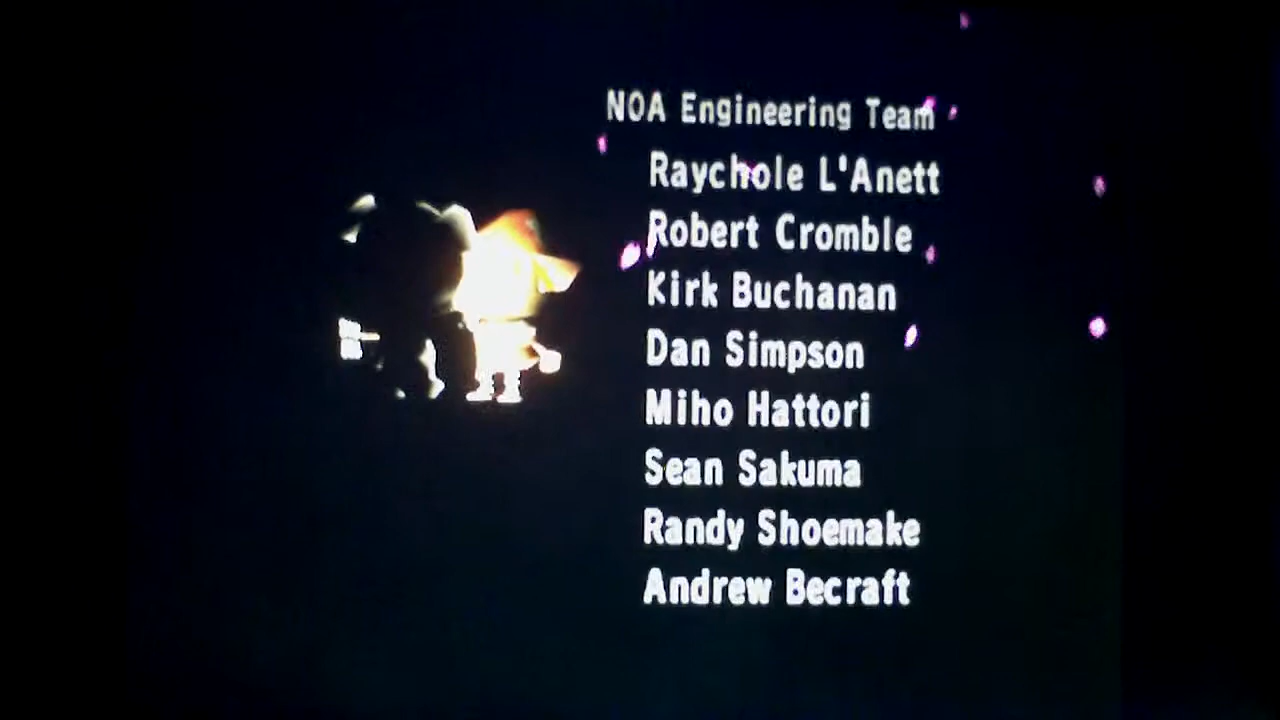 NOA Engineering Team
Raychole L'Anett
Robert Cromble
Kirk Buchanan
Dan Simpson
Miho Hattori
Sean Sakuma
Randy Shoemake
Andrew Becraft